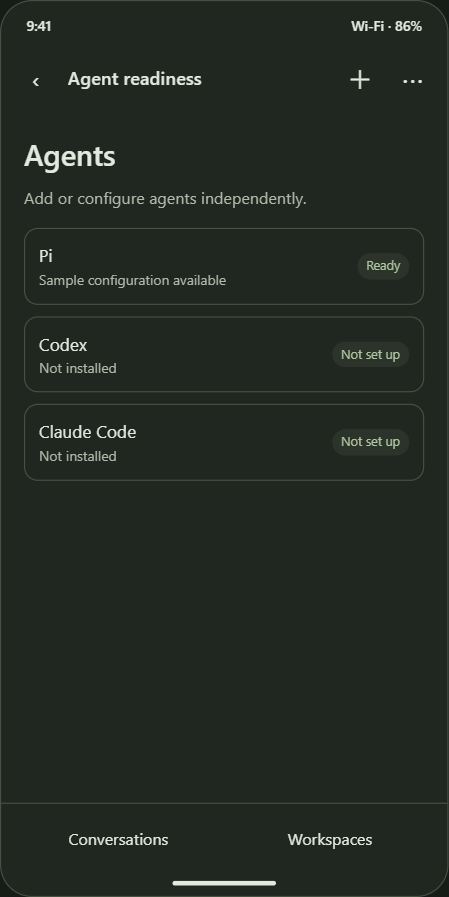 9:41
Wi-Fi · 86%
‹ Agent readiness + ...
Agents
Add or configure agents independently.
Pi
Sample configuration available
Ready
Codex
Not installed
Not set up
Claude Code
Not installed
Not set up
Conversations
Workspaces